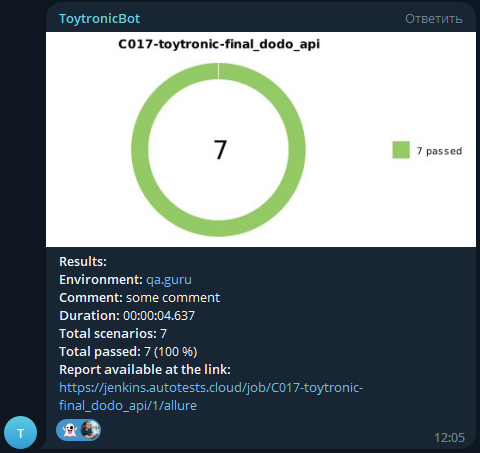 ToytronicBot Ответить
C017-toytronic-final_dodo_api
7
7 passed
Results:
Environment: qa.guru
Comment: some comment
Duration: 00:00:04.637
Total scenarios: 7
Total passed: 7 (100 %)
Report available at the link:
https://jenkins.autotests.cloud/job/C017-toytronic-
final_dodo_api/1/allure
T
12:05